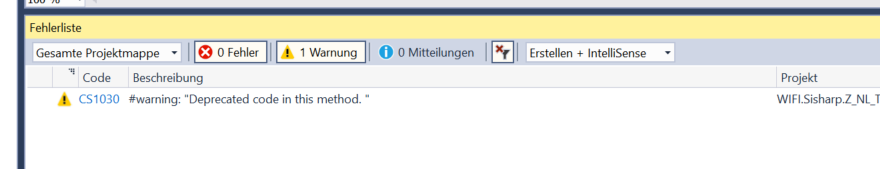 100 %
Fehlerliste
Gesamte Projektmappe 0 Fehler 1 Warnung 0 Mitteilungen Erstellen + IntelliSense
Code Beschreibung Projekt
CS1030 #warning: "Deprecated code in this method. " WIFI.Sisharp.Z_NL_T